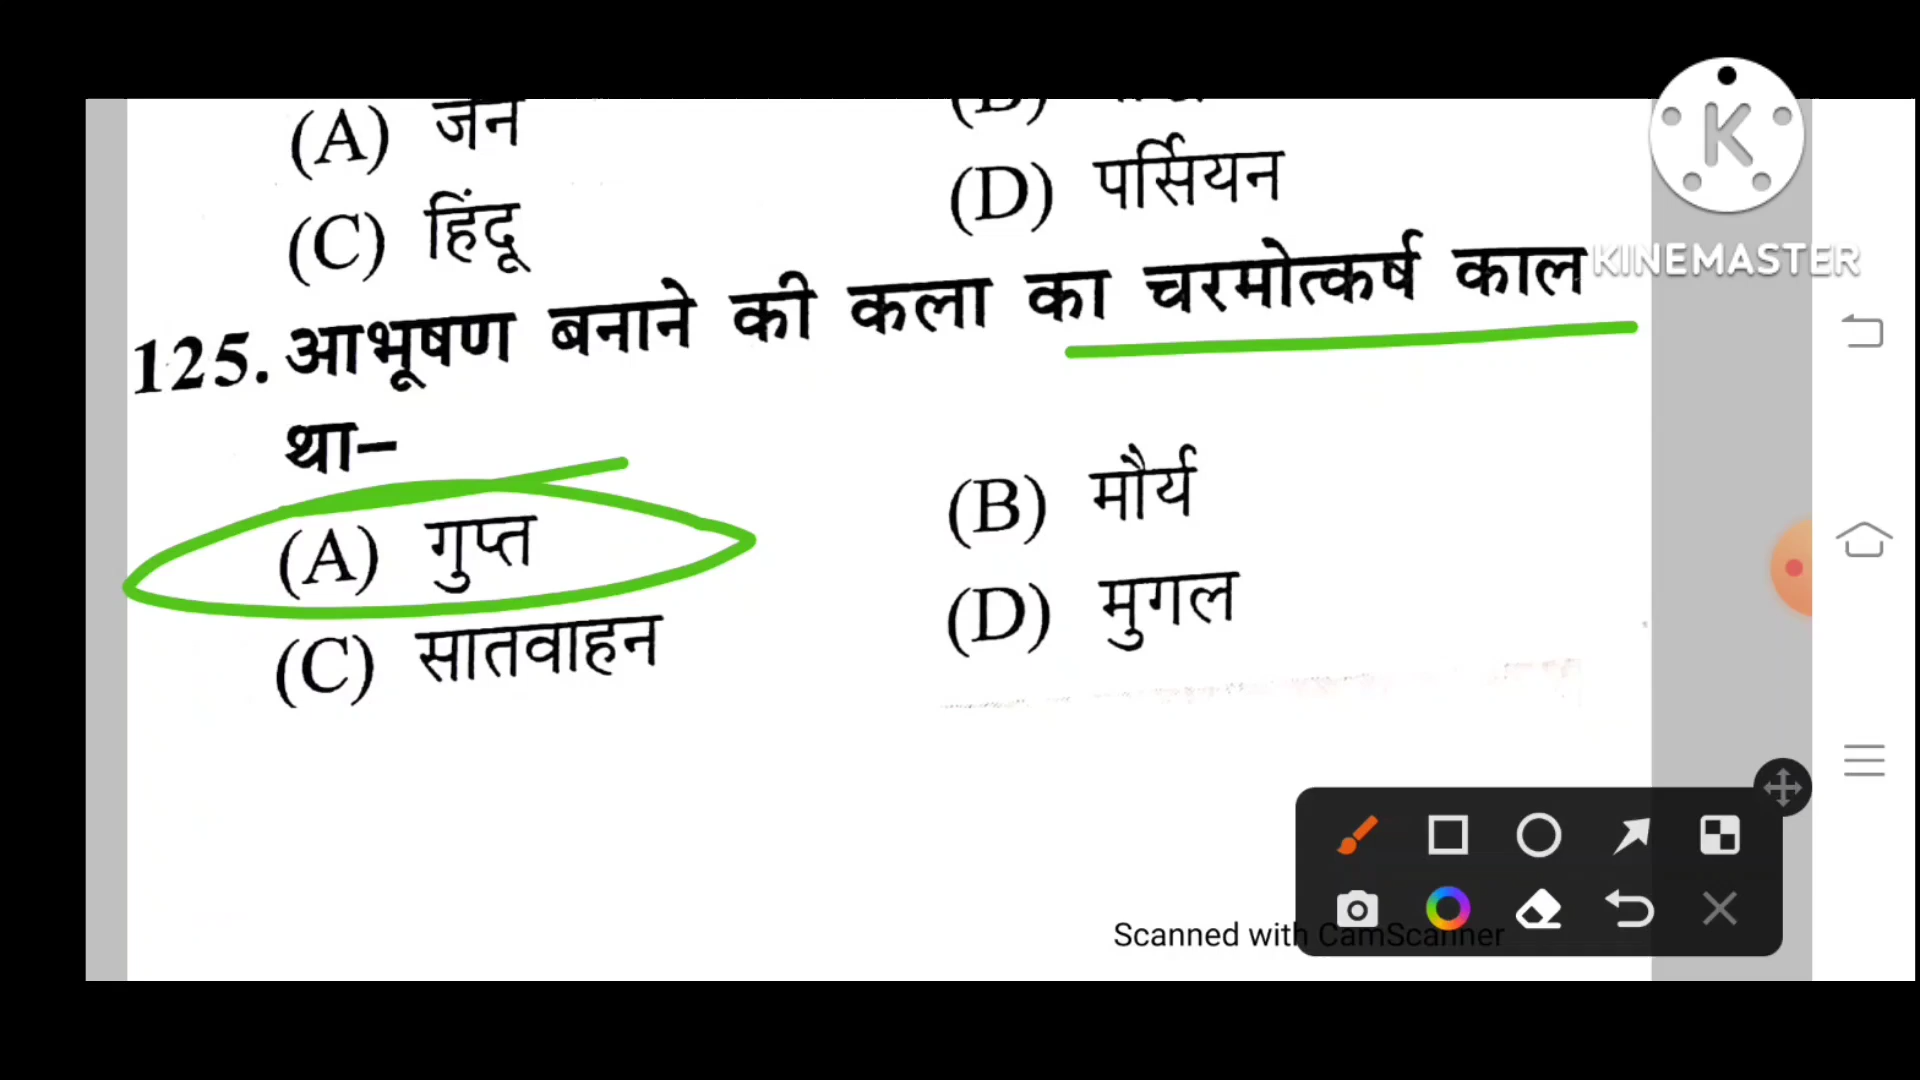 (A) जैन
(C) हिंदू
(D) पर्सियन
KINEMASTER
125. आभूषण बनाने की कला का चरमोत्कर्ष काल
था–
(A) गुप्त
(B) मौर्य
(C) सातवाहन
(D) मुगल
Scanned with CamScanner